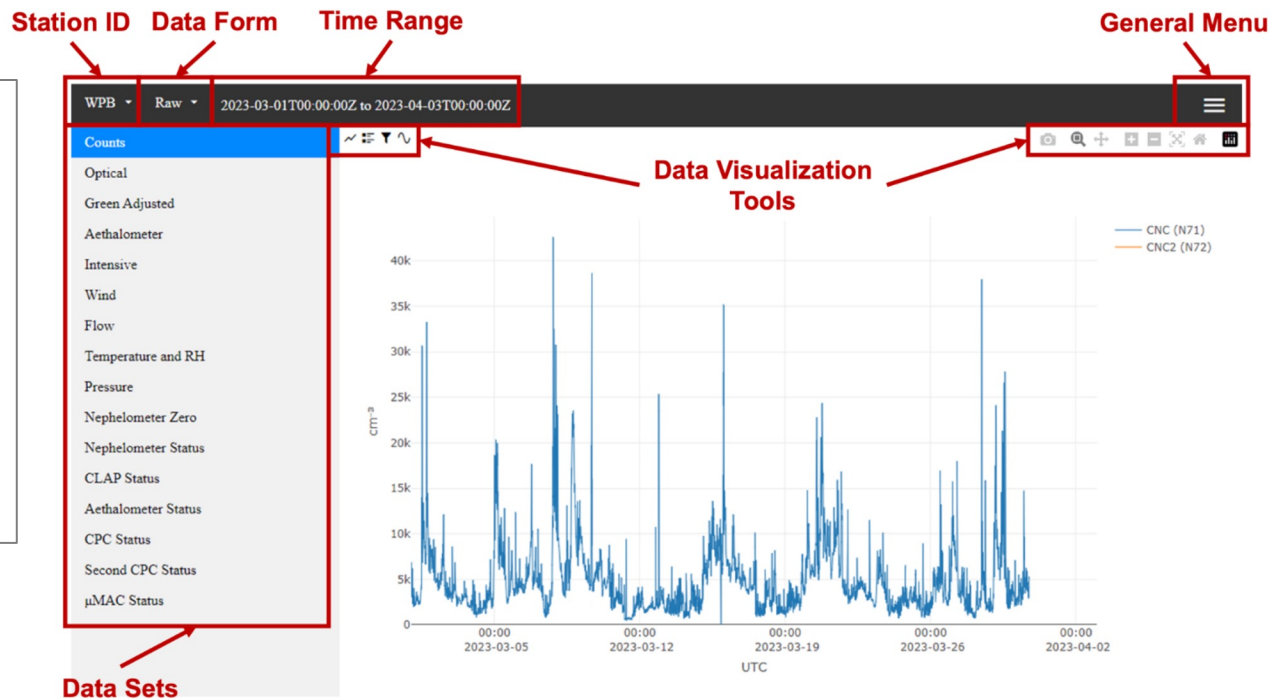 Station ID Data Form Time Range General Menu
WPB Raw 2023-03-01T00:00:00Z to 2023-04-03T00:00:00Z
Counts
Optical
Green Adjusted
Aethalometer
Intensive
Wind
Flow
Temperature and RH
Pressure
Nephelometer Zero
Nephelometer Status
CLAP Status
Aethalometer Status
CPC Status
Second CPC Status
µMAC Status
Data Sets
Data Visualization
Tools
CNC (N71)
CNC2 (N72)
cm⁻³
40k
35k
30k
25k
20k
15k
10k
5k
0
00:00 00:00 00:00 00:00 00:00
2023-03-05 2023-03-12 2023-03-19 2023-03-26 2023-04-02
UTC